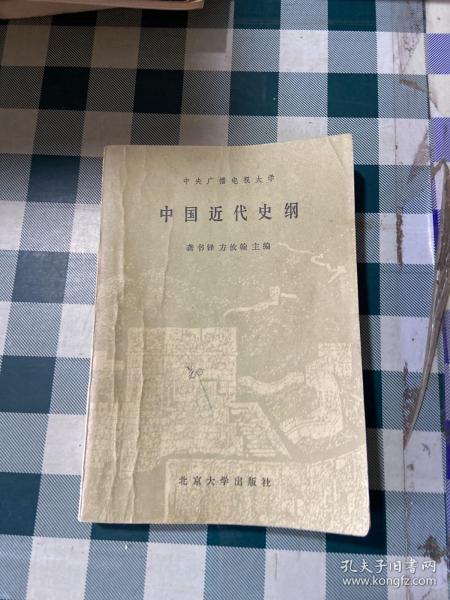 中央广播电视大学
中国近代史纲
龚书铎 方攸翰 主编
20
北京大学出版社
孔夫子旧书网
www.kongfz.com